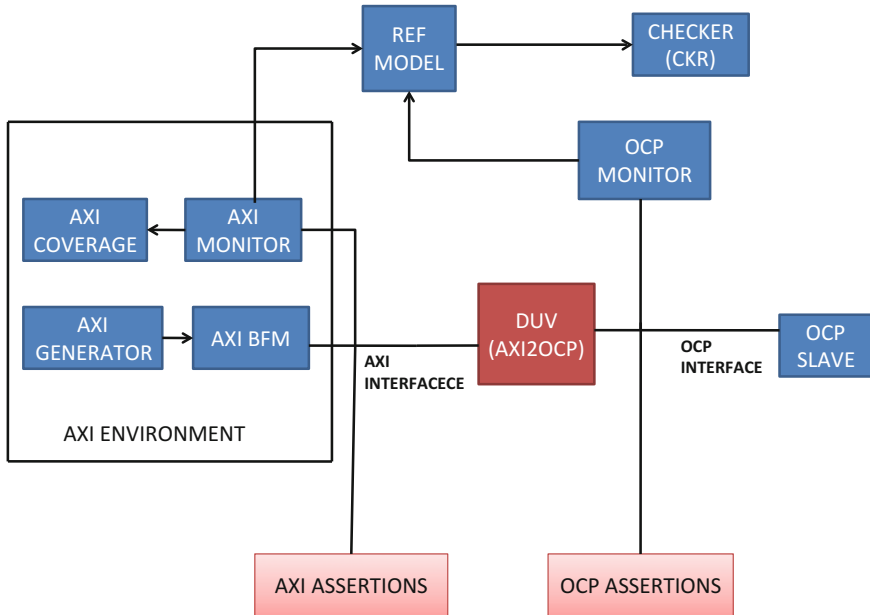 REF
MODEL
CHECKER
(CKR)
OCP
MONITOR
AXI
COVERAGE
AXI
MONITOR
AXI
GENERATOR
AXI BFM
DUV
(AXI2OCP)
AXI
INTERFACECE
OCP
INTERFACE
OCP
SLAVE
AXI ENVIRONMENT
AXI ASSERTIONS
OCP ASSERTIONS